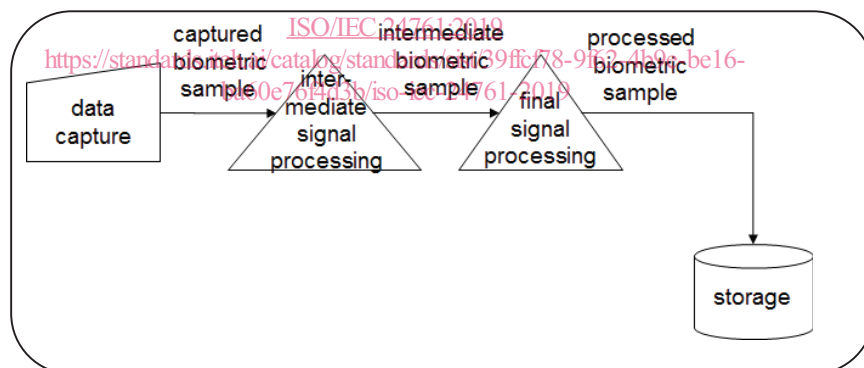 ISO/IEC 24761:2019
captured
biometric
sample
intermediate
biometric
sample
processed
biometric
sample
data
capture
inter-
mediate
signal
processing
final
signal
processing
storage